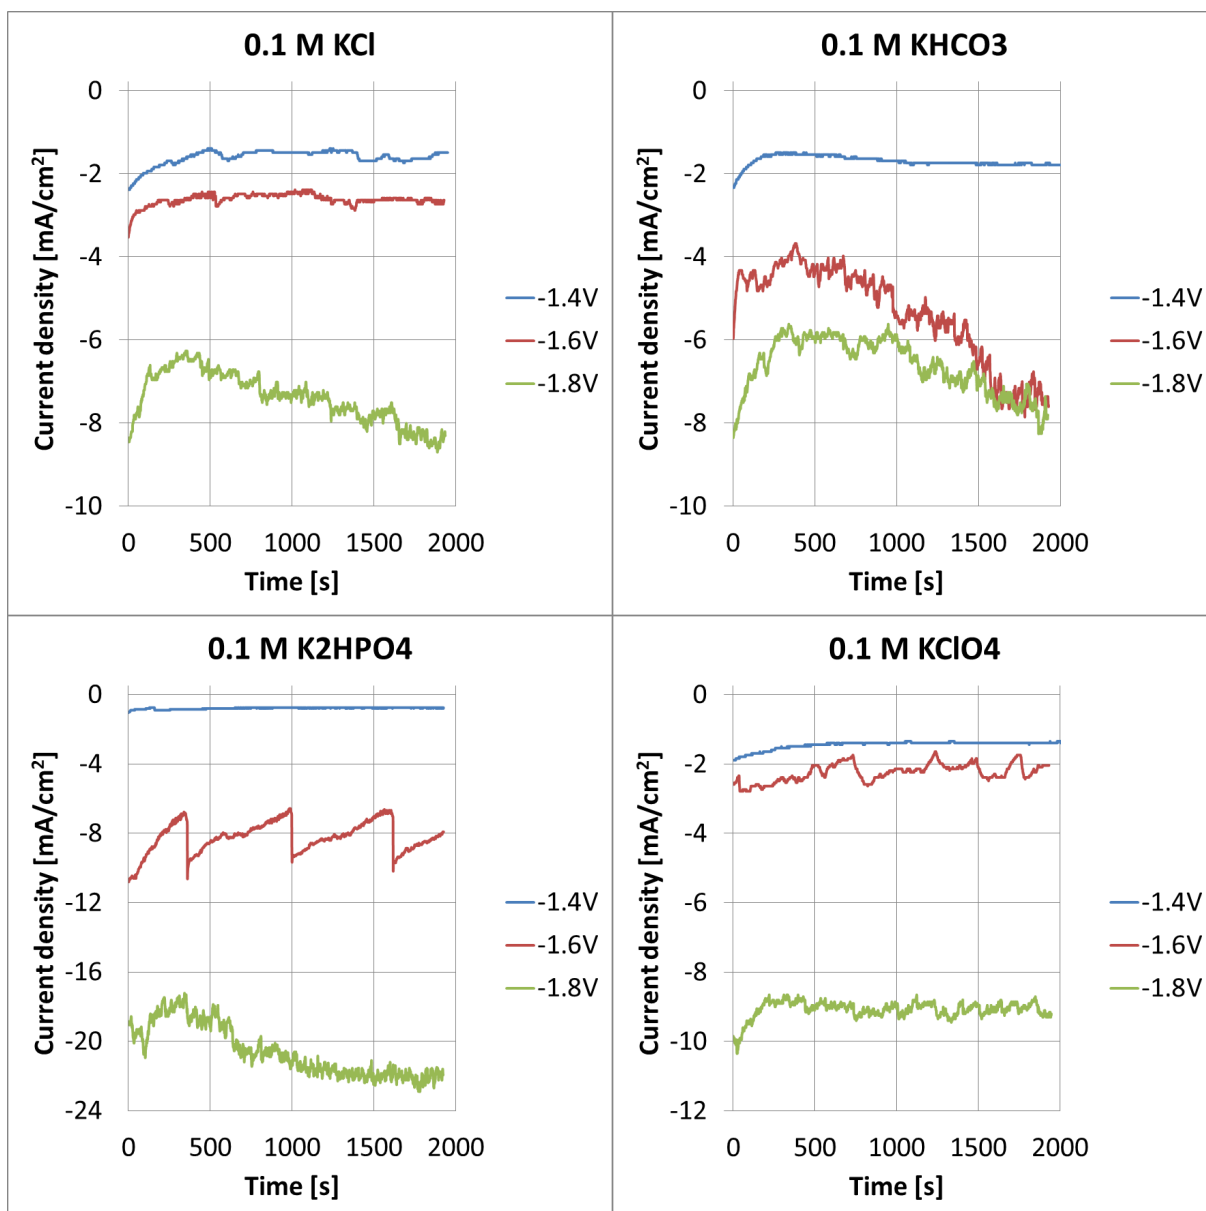 0.1 M KCl
0
-2
-4
-6
-8
-10
Current density [mA/cm²]
0 500 1000 1500 2000
Time [s]
-1.4V
-1.6V
-1.8V
0.1 M KHCO3
0
-2
-4
-6
-8
-10
Current density [mA/cm²]
0 500 1000 1500 2000
Time [s]
-1.4V
-1.6V
-1.8V
0.1 M K2HPO4
0
-4
-8
-12
-16
-20
-24
Current density [mA/cm²]
0 500 1000 1500 2000
Time [s]
-1.4V
-1.6V
-1.8V
0.1 M KClO4
0
-2
-4
-6
-8
-10
-12
Current density [mA/cm²]
0 500 1000 1500 2000
Time [s]
-1.4V
-1.6V
-1.8V